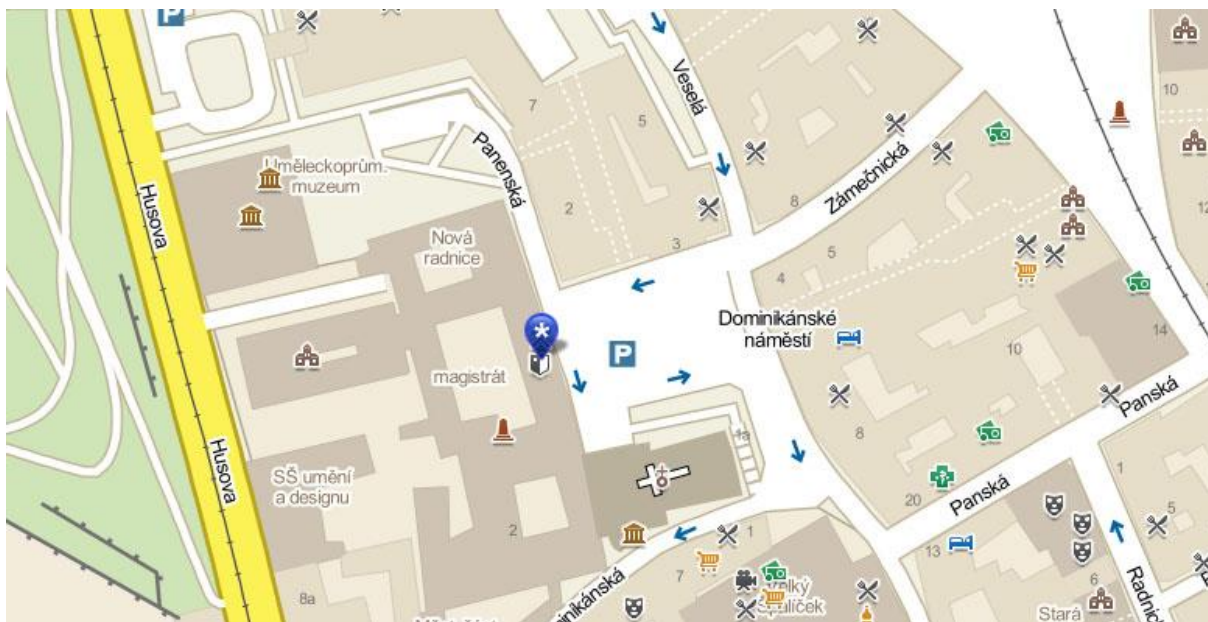 P
10
Veselá
7
5
Panenská
Uměleckoprům.
muzeum
Husova
Zámečnická
8
12
2
Nová
radnice
3
5
4
Dominikánské
náměstí
14
P
magistrát
10
Panská
1a
8
Husova
SŠ umění
a designu
20
Panská
1
5
2
1
13
7
8a
Velký
Špalíček
6
Stará